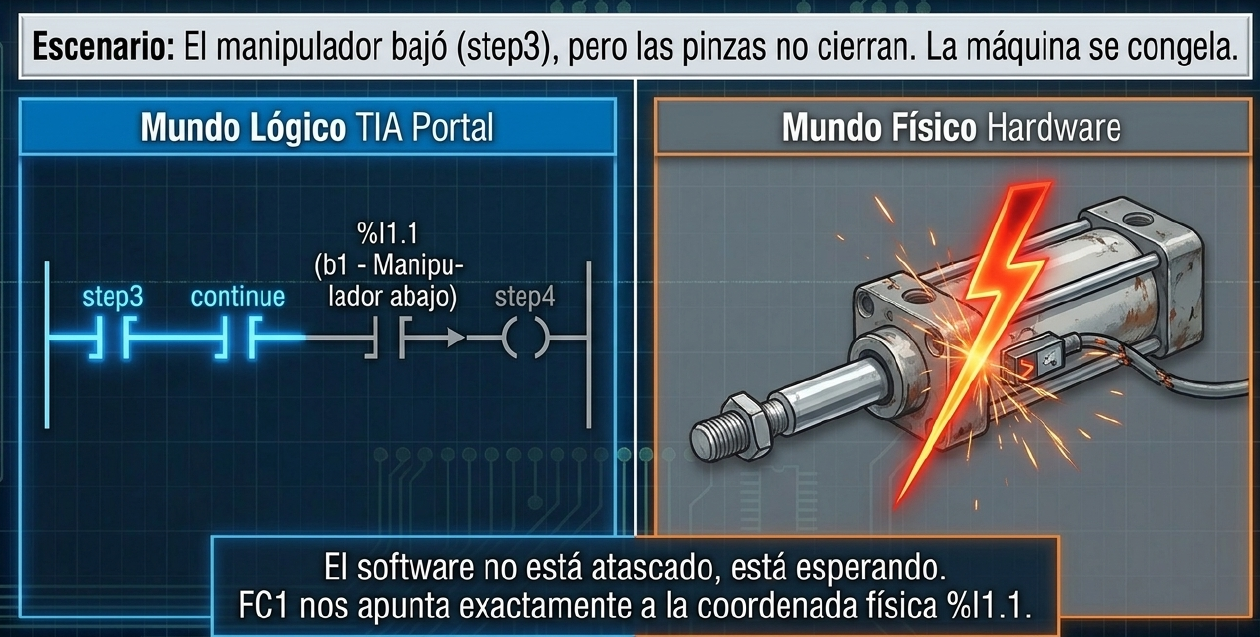 Escenario: El manipulador bajó (step3), pero las pinzas no cierran. La máquina se congela.
Mundo Lógico TIA Portal
%I1.1
(b1 - Manipu-
lador abajo)
step3
continue
step4
Mundo Físico Hardware
El software no está atascado, está esperando.
FC1 nos apunta exactamente a la coordenada física %I1.1.